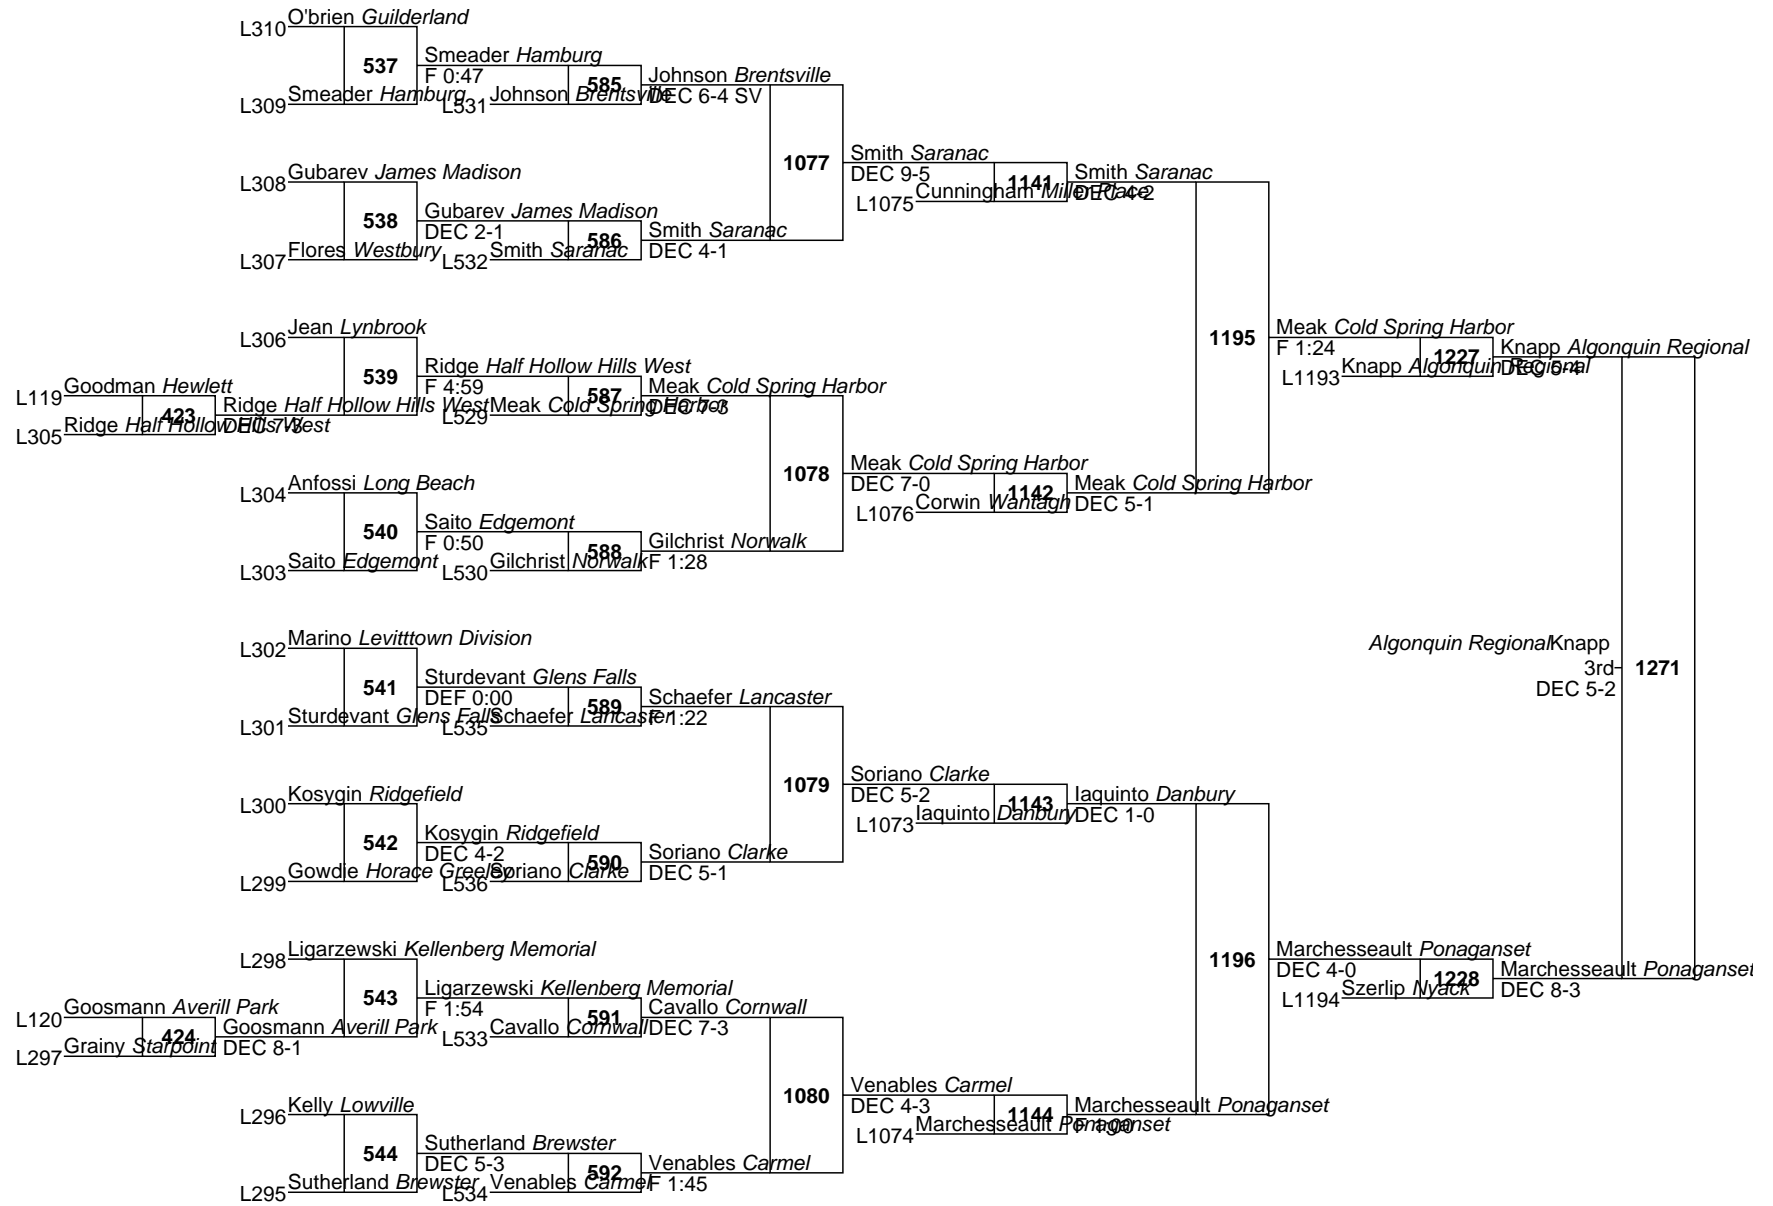 L310 O'brien Guilderland
537
Smeader Hamburg
F 0:47
L309 Smeader Hamburg
L531 Johnson Brentsville
585
Johnson Brentsville
DEC 6-4 SV
1077
L308 Gubarev James Madison
538
Gubarev James Madison
DEC 2-1
L307 Flores Westbury
L532 Smith Saranac
586
Smith Saranac
DEC 4-1
Smith Saranac
DEC 9-5
L1075 Cunningham Miller Place
1141
Smith Saranac
DEC 4-2
L306 Jean Lynbrook
539
L119 Goodman Hewlett
423
L305 Ridge Half Hollow Hills West
Ridge Half Hollow Hills West
DEC 7-3
Ridge Half Hollow Hills West
F 4:59
L529 Meak Cold Spring Harbor
587
Meak Cold Spring Harbor
DEC 7-3
1078
L304 Anfossi Long Beach
540
Saito Edgemont
F 0:50
L303 Saito Edgemont
L530 Gilchrist Norwalk
588
Gilchrist Norwalk
F 1:28
Meak Cold Spring Harbor
DEC 7-0
L1076 Corwin Wantagh
1142
Meak Cold Spring Harbor
DEC 5-1
1195
Meak Cold Spring Harbor
F 1:24
L1193 Knapp Algonquin Regional
1227
Knapp Algonquin Regional
DEC 5-4
L302 Marino Levitttown Division
541
Sturdevant Glens Falls
DEF 0:00
L301 Sturdevant Glens Falls
L535 Schaefer Lancaster
589
Schaefer Lancaster
F 1:22
1079
L300 Kosygin Ridgefield
542
Kosygin Ridgefield
DEC 4-2
L299 Gowdie Horace Greeley
L536 Soriano Clarke
590
Soriano Clarke
DEC 5-1
Soriano Clarke
DEC 5-2
L1073 Iaquinto Danbury
1143
Iaquinto Danbury
DEC 1-0
Algonquin Regional Knapp
3rd
DEC 5-2
1271
L298 Ligarzewski Kellenberg Memorial
543
L120 Goosmann Averill Park
424
L297 Grainy Starpoint
Goosmann Averill Park
DEC 8-1
Ligarzewski Kellenberg Memorial
F 1:54
L533 Cavallo Cornwall
591
Cavallo Cornwall
DEC 7-3
1080
L296 Kelly Lowville
544
Sutherland Brewster
DEC 5-3
L295 Sutherland Brewster
L534 Venables Carmel
592
Venables Carmel
F 1:45
Venables Carmel
DEC 4-3
L1074 Marchesseault Ponaganset
1144
Marchesseault Ponaganset
F 1:00
1196
Marchesseault Ponaganset
DEC 4-0
L1194 Szerlip Nyack
1228
Marchesseault Ponaganset
DEC 8-3